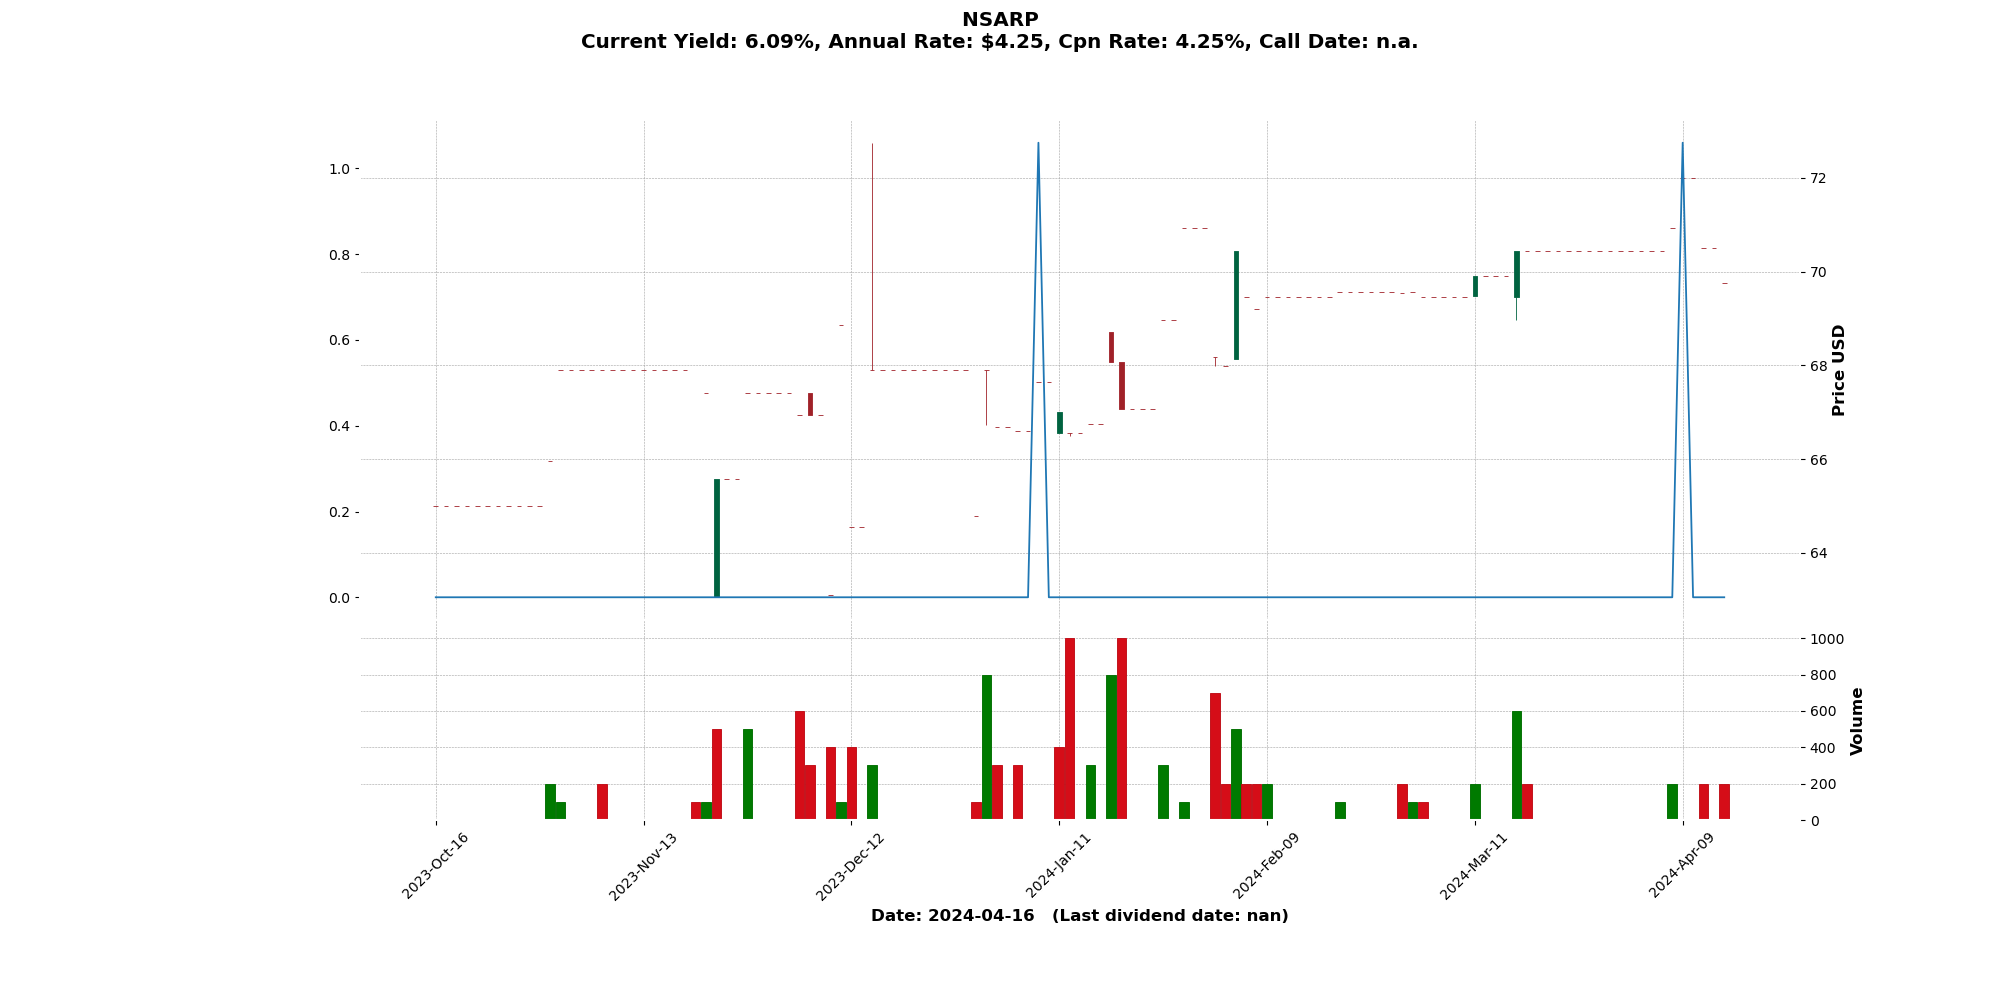 NSARP
Current Yield: 6.09%, Annual Rate: $4.25, Cpn Rate: 4.25%, Call Date: n.a.
1.0
0.8
0.6
0.4
0.2
0.0
72
70
68
66
64
Price USD
1000
800
600
400
200
0
Volume
2023-Oct-16
2023-Nov-13
2023-Dec-12
2024-Jan-11
2024-Feb-09
2024-Mar-11
2024-Apr-09
Date: 2024-04-16 (Last dividend date: nan)